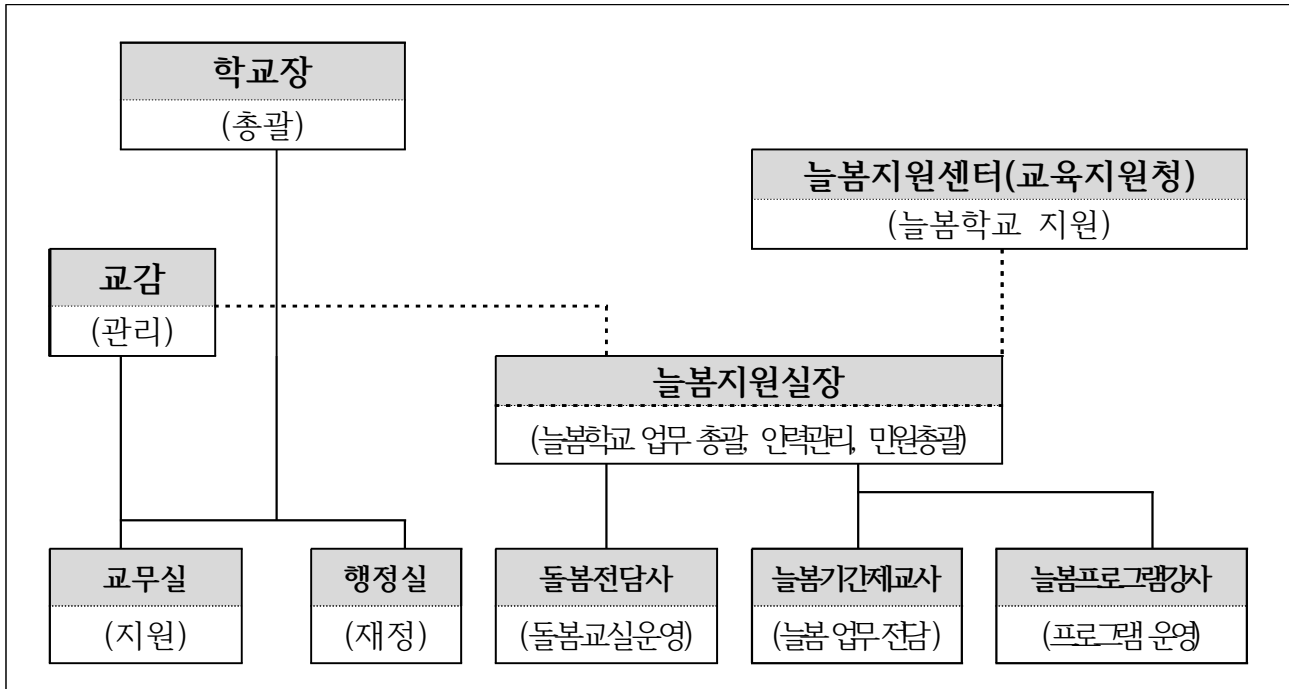 학교장
(총괄)
늘봄지원센터(교육지원청)
(늘봄학교 지원)
교감
(관리)
늘봄지원실장
(늘봄학교 업무 총괄, 인력관리, 민원총괄)
교무실
(지원)
행정실
(재정)
돌봄전담사
(돌봄교실운영)
늘봄기간제교사
(늘봄 업무 전담)
늘봄프로그램강사
(프로그램 운영)